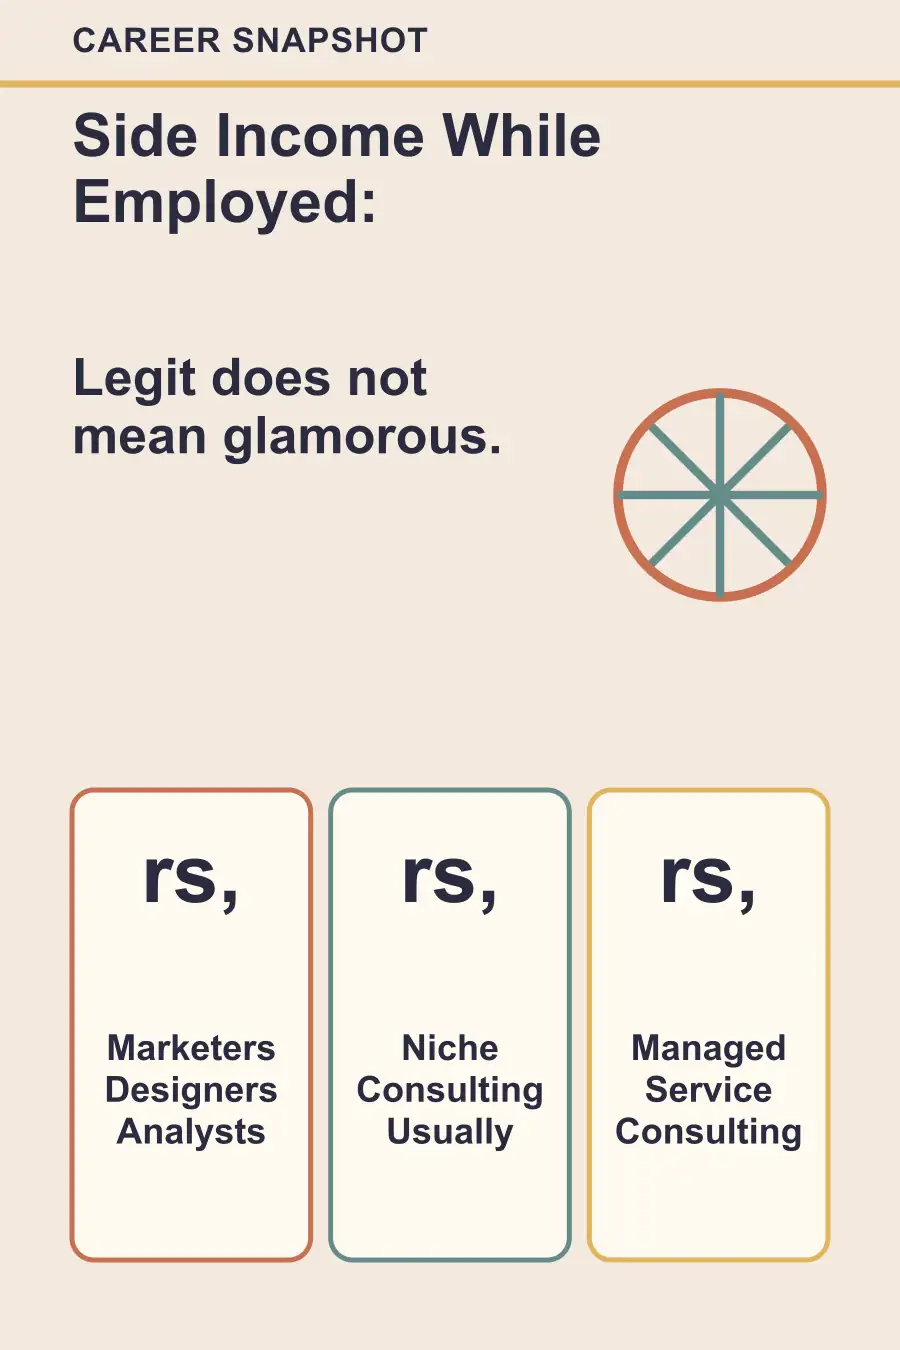 CAREER SNAPSHOT
Side Income While
Employed:
Legit does not
mean glamorous.
rs,
Marketers
Designers
Analysts
rs,
Niche
Consulting
Usually
rs,
Managed
Service
Consulting